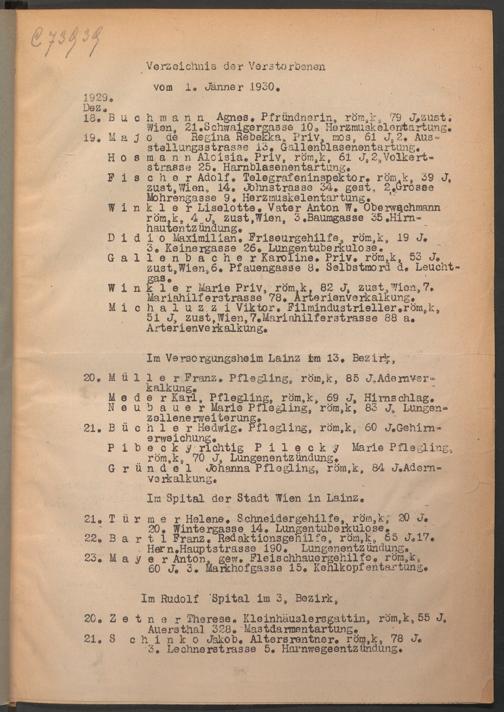 C 73939
Verzeichnis der Verstorbenen
vom 1. Jänner 1930.
1929.
Dez.
18. B u c h m a n n Agnes. Pfründnerin, röm,k, 79 J.zust.
Wien, 21.Schwaigergasse 10. Herzmuskelentartung.
19. M a j o de Regina Rebekka, Priv, mos, 61 J,2, Aus-
stellungsstrasse 13. Gallenblasenentartung.
H o s m a n n Aloisia. Priv, röm,k, 61 J,2,Volkert-
strasse 25. Harnblasenentartung.
F i s c h e r Adolf. Telegrafeninspektor. röm,k, 39 J,
zust,Wien, 14. Johnstrasse 34. gest, 2,Grosse
Mohrengasse 9. Herzmuskelentartung.
W i n k l e r Liselotte. Vater Anton W. Oberwachmann
röm,k, 4 J, zust,Wien, 3.Baumgasse 35.Hirn-
hautentzündung.
D i d i o Maximilian. Friseurgehilfe, röm,k, 19 J.
3. Keinergasse 26. Lungentuberkulose.
G a l l e n b a c h e r Karoline. Priv. röm,k, 53 J.
zust,Wien,6. Pfauengasse 8. Selbstmord d. Leucht-
gas.
W i n k l e r Marie Priv, röm,k, 82 J, zust,Wien,7.
Mariahilferstrasse 78. Arterienverkalkung.
M i c h a l u z z i Viktor. Filmindustrieller.röm,k,
51 J, zust,Wien,7.Mariahilferstrasse 88 a.
Arterienverkalkung.
Im Versorgungsheim Lainz im 13. Bezirk,
20. M ü l l e r Franz. Pflegling, röm,k, 85 J.Adernver-
kalkung.
M e d e r Karl, Pflegling, röm,k, 69 J, Hirnschlag.
N e u b a u e r Marie Pflegling, röm,k, 83 J, Lungen-
zollenerweiterung.
21. B ü c h l e r Hedwig. Pflegling, röm,k, 60 J.Gehirn-
erweichung.
P i b e c k y richtig P i l e c k y Marie Pflegling,
röm,k, 70 J, Lungenentzündung.
G r ü n d e l Johanna Pflegling, röm,k, 84 J.Adern-
verkalkung.
Im Spital der Stadt Wien in Lainz.
21. T ü r m e r Helene. Schneidergehilfe, röm,k, 20 J.
20. Wintergasse 14. Lungentuberkulose.
22. B a r t l Franz. Redaktionsgehilfe, röm,k, 65 J.17.
Hern.Hauptstrasse 190. Lungenentzündung.
23. M a y e r Anton, gew. Fleischhauergehilfe. röm,k,
60 J. 3. Markhofgasse 15. Kehlkopfentartung.
Im Rudolf Spital im 3, Bezirk,
20. Z e t n e r Therese. Kleinhäuslersgattin, röm,k,55 J.
Auersthal 328. Mastdarmentartung.
21. S c h i n k o Jakob. Altersrentner. röm,k, 78 J.
3. Lechnerstrasse 5. Harnwegeentzündung.